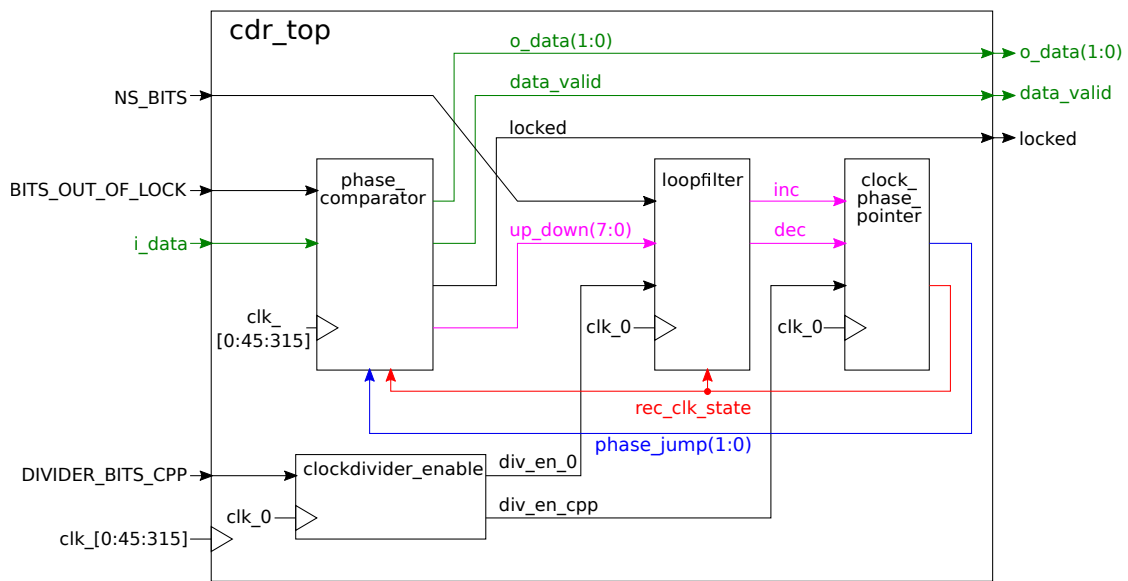 cdr_top
o_data(1:0)
o_data(1:0)
data_valid
data_valid
NS_BITS
locked
locked
BITS_OUT_OF_LOCK
phase_
comparator
loopfilter
clock_
phase_
pointer
inc
i_data
up_down(7:0)
dec
clk_
[0:45:315]
clk_0
clk_0
rec_clk_state
phase_jump(1:0)
DIVIDER_BITS_CPP
clockdivider_enable
div_en_0
clk_0
div_en_cpp
clk_[0:45:315]